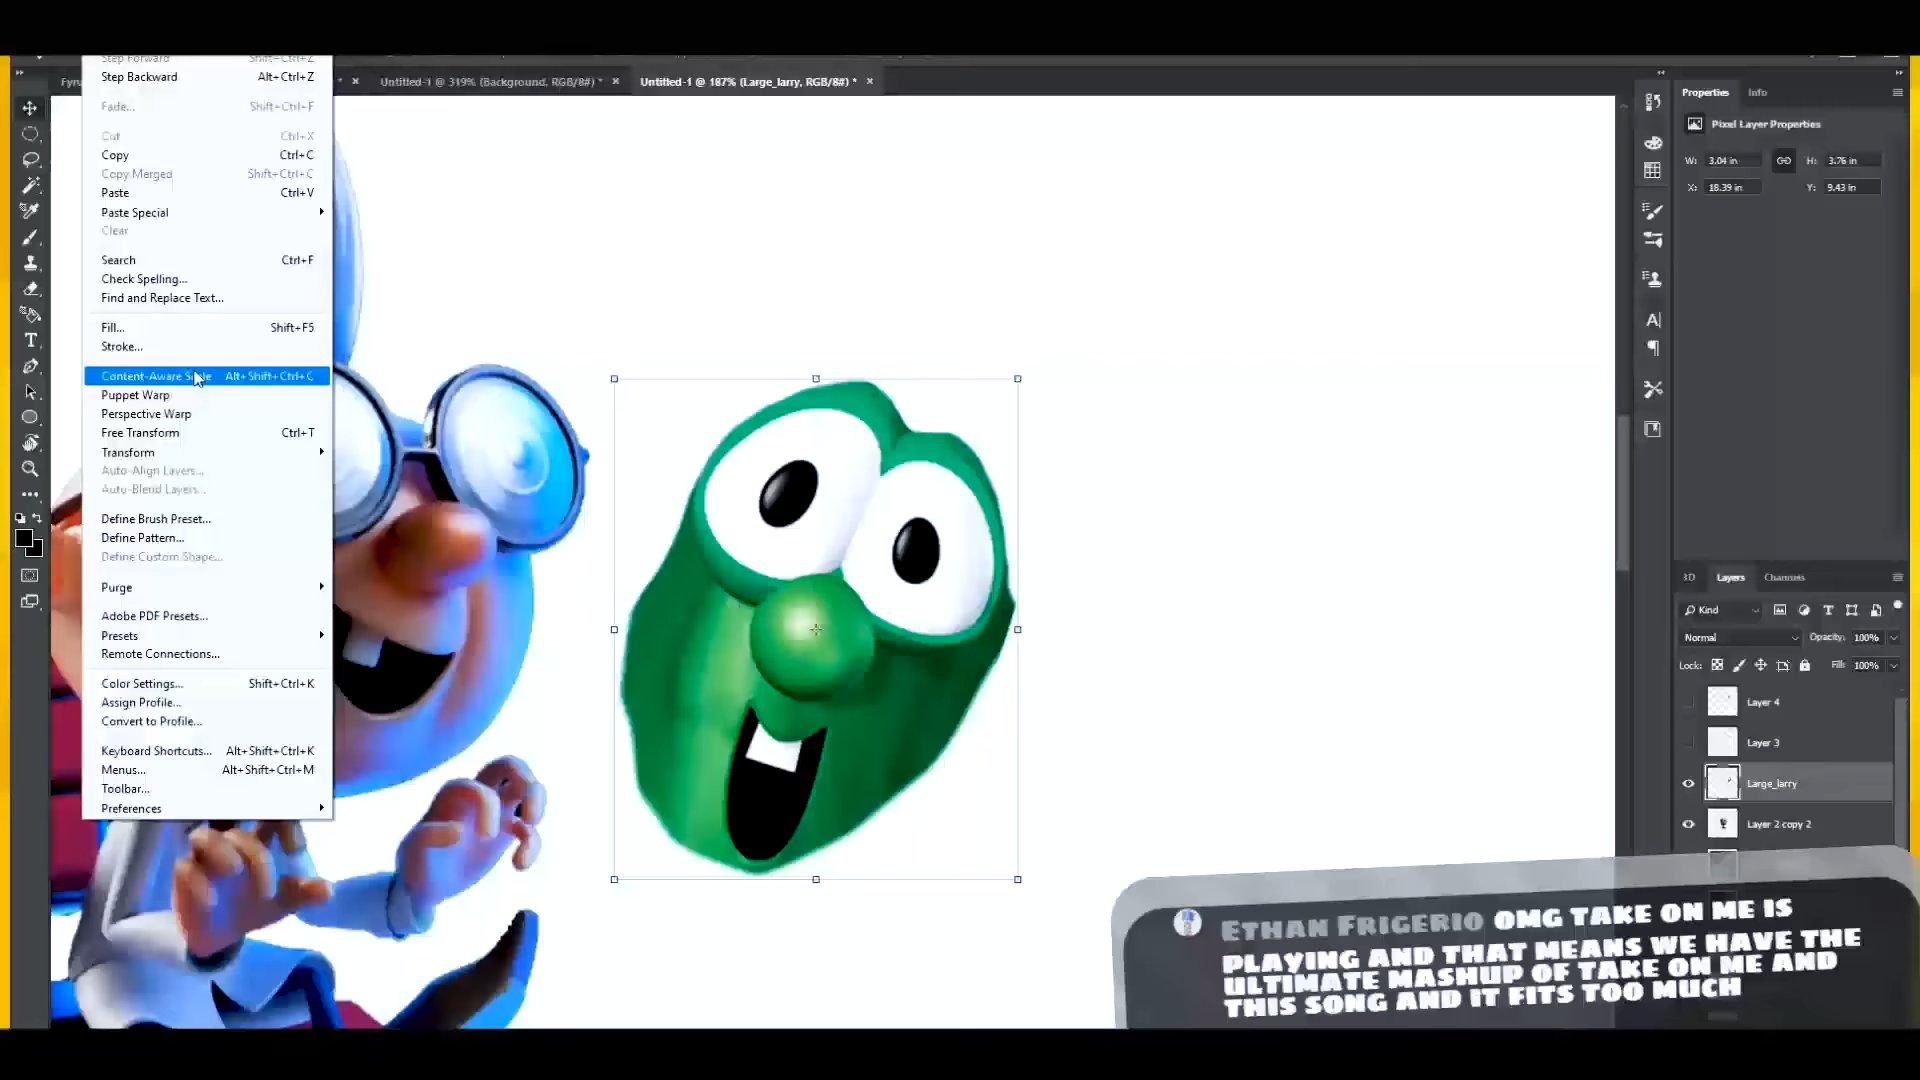 Step Forward Shift+Ctrl+Z
Step Backward Alt+Ctrl+Z
Fade... Shift+Ctrl+F
Cut Ctrl+X
Copy Ctrl+C
Copy Merged Shift+Ctrl+C
Paste Ctrl+V
Paste Special
Clear
Search Ctrl+F
Check Spelling...
Find and Replace Text...
Fill... Shift+F5
Stroke...
Content-Aware Scale Alt+Shift+Ctrl+C
Puppet Warp
Perspective Warp
Free Transform Ctrl+T
Transform
Auto-Align Layers...
Auto-Blend Layers...
Define Brush Preset...
Define Pattern...
Define Custom Shape...
Purge
Adobe PDF Presets...
Presets
Remote Connections...
Color Settings... Shift+Ctrl+K
Assign Profile...
Convert to Profile...
Keyboard Shortcuts... Alt+Shift+Ctrl+K
Menus... Alt+Shift+Ctrl+M
Toolbar...
Preferences
Untitled-1 @ 319% (Background, RGB/8#) *
Untitled-1 @ 187% (Large_larry, RGB/8#) *
Properties Info
Pixel Layer Properties
W: 3.04 in H: 3.76 in
X: 18.39 in Y: 9.43 in
3D Layers Channels
Kind
Normal Opacity: 100%
Lock: Fill: 100%
Layer 4
Layer 3
Large_larry
Layer 2 copy 2
ETHAN FRIGERIO OMG TAKE ON ME IS
PLAYING AND THAT MEANS WE HAVE THE
ULTIMATE MASHUP OF TAKE ON ME AND
THIS SONG AND IT FITS TOO MUCH